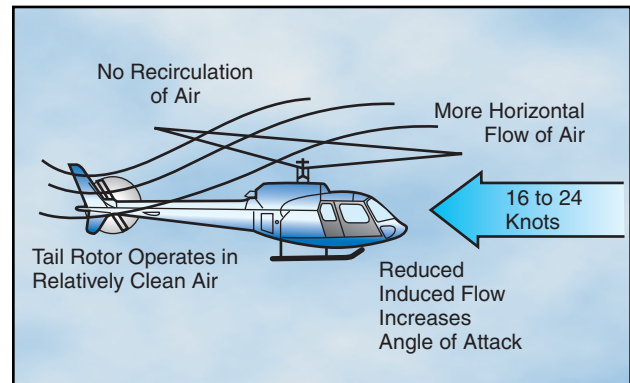 No Recirculation
of Air
More Horizontal
Flow of Air
16 to 24
Knots
Tail Rotor Operates in
Relatively Clean Air
Reduced
Induced Flow
Increases
Angle of Attack